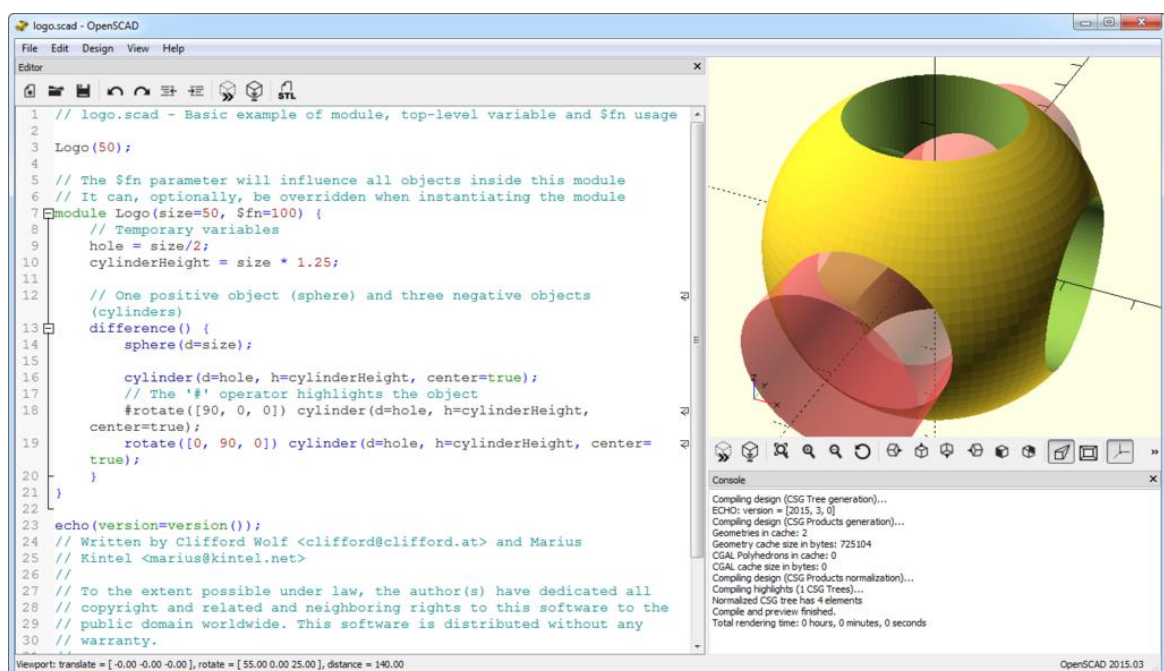 logo.scad - OpenSCAD
File Edit Design View Help
Editor
STL
1 // logo.scad - Basic example of module, top-level variable and $fn usage
2
3 Logo(50);
4
5 // The $fn parameter will influence all objects inside this module
6 // It can, optionally, be overridden when instantiating the module
7 module Logo(size=50, $fn=100) {
8 // Temporary variables
9 hole = size/2;
10 cylinderHeight = size * 1.25;
11
12 // One positive object (sphere) and three negative objects
(cylinders)
13 difference() {
14 sphere(d=size);
15
16 cylinder(d=hole, h=cylinderHeight, center=true);
17 // The '#' operator highlights the object
18 #rotate([90, 0, 0]) cylinder(d=hole, h=cylinderHeight,
center=true);
19 rotate([0, 90, 0]) cylinder(d=hole, h=cylinderHeight, center=
true);
20 }
21 }
22
23 echo(version=version());
24 // Written by Clifford Wolf <clifford@clifford.at> and Marius
25 // Kintel <marius@kintel.net>
26 //
27 // To the extent possible under law, the author(s) have dedicated all
28 // copyright and related and neighboring rights to this software to the
29 // public domain worldwide. This software is distributed without any
30 // warranty.
z
y
x
Console
Compiling design (CSG Tree generation)...
ECHO: version = [2015, 3, 0]
Compiling design (CSG Products generation)...
Geometries in cache: 2
Geometry cache size in bytes: 725104
CGAL Polyhedrons in cache: 0
CGAL cache size in bytes: 0
Compiling design (CSG Products normalization)...
Compiling highlights (1 CSG Trees)...
Normalized CSG tree has 4 elements
Compile and preview finished.
Total rendering time: 0 hours, 0 minutes, 0 seconds
Viewport: translate = [ -0.00 -0.00 -0.00 ], rotate = [ 55.00 0.00 25.00 ], distance = 140.00
OpenSCAD 2015.03